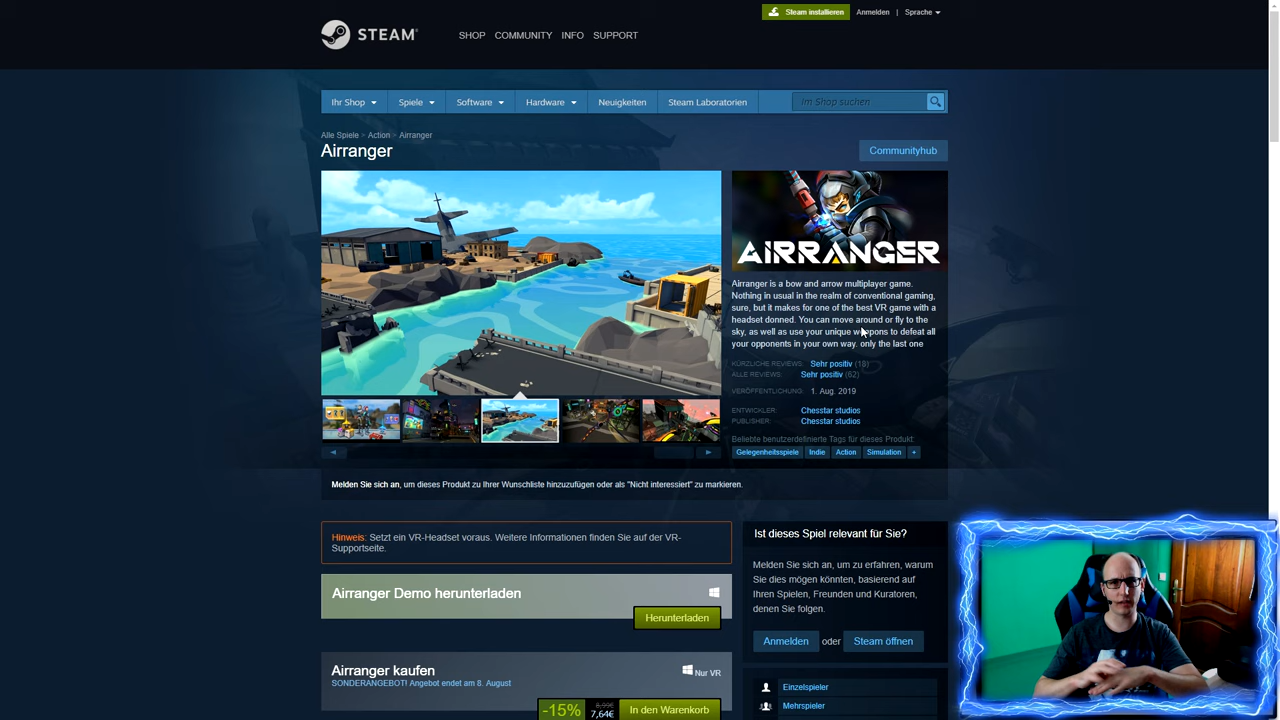 Steam installieren
Anmelden | Sprache
STEAM
SHOP COMMUNITY INFO SUPPORT
Ihr Shop Spiele Software Hardware Neuigkeiten Steam Laboratorien Im Shop suchen
Alle Spiele > Action > Airranger
Airranger
Communityhub
AIRRANGER
Airranger is a bow and arrow multiplayer game.
Nothing in usual in the realm of conventional gaming,
sure, but it makes for one of the best VR game with a
headset donned. You can move around or fly to the
sky, as well as use your unique weapons to defeat all
your opponents in your own way. only the last one
KÜRZLICHE REVIEWS: Sehr positiv (18)
ALLE REVIEWS: Sehr positiv (62)
VERÖFFENTLICHUNG: 1. Aug. 2019
ENTWICKLER: Chesstar studios
PUBLISHER: Chesstar studios
Beliebte benutzerdefinierte Tags für dieses Produkt:
Gelegenheitsspiele Indie Action Simulation +
Melden Sie sich an, um dieses Produkt zu Ihrer Wunschliste hinzuzufügen oder als "Nicht interessiert" zu markieren.
Hinweis: Setzt ein VR-Headset voraus. Weitere Informationen finden Sie auf der VR-
Supportseite.
Airranger Demo herunterladen
Herunterladen
Airranger kaufen
Nur VR
SONDERANGEBOT! Angebot endet am 8. August
-15% 8,99€ 7,64€ In den Warenkorb
Ist dieses Spiel relevant für Sie?
Melden Sie sich an, um zu erfahren, warum
Sie dies mögen könnten, basierend auf
Ihren Spielen, Freunden und Kuratoren,
denen Sie folgen.
Anmelden oder Steam öffnen
Einzelspieler
Mehrspieler